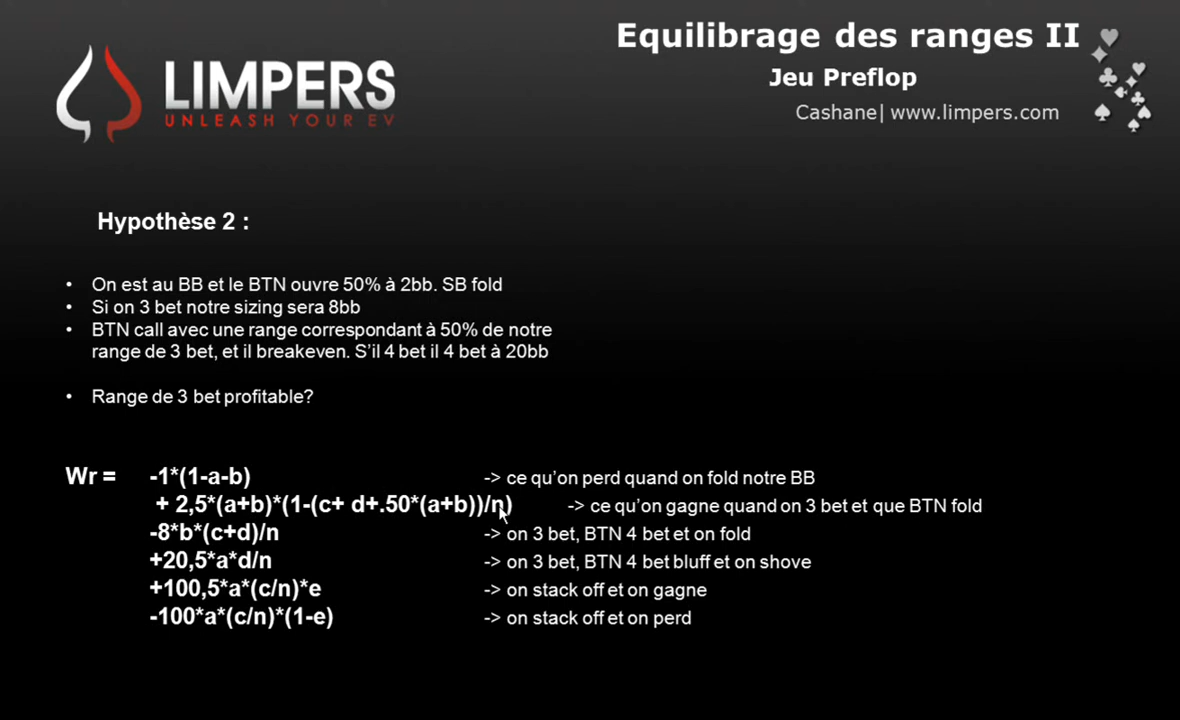 Equilibrage des ranges II
LIMPERS
UNLEASH YOUR EV
Jeu Preflop
Cashane| www.limpers.com
Hypothèse 2 :
• On est au BB et le BTN ouvre 50% à 2bb. SB fold
• Si on 3 bet notre sizing sera 8bb
• BTN call avec une range correspondant à 50% de notre
range de 3 bet, et il breakeven. S'il 4 bet il 4 bet à 20bb
• Range de 3 bet profitable?
Wr = -1*(1-a-b) -> ce qu'on perd quand on fold notre BB
+ 2,5*(a+b)*(1-(c+ d+.50*(a+b))/n) -> ce qu'on gagne quand on 3 bet et que BTN fold
-8*b*(c+d)/n -> on 3 bet, BTN 4 bet et on fold
+20,5*a*d/n -> on 3 bet, BTN 4 bet bluff et on shove
+100,5*a*(c/n)*e -> on stack off et on gagne
-100*a*(c/n)*(1-e) -> on stack off et on perd